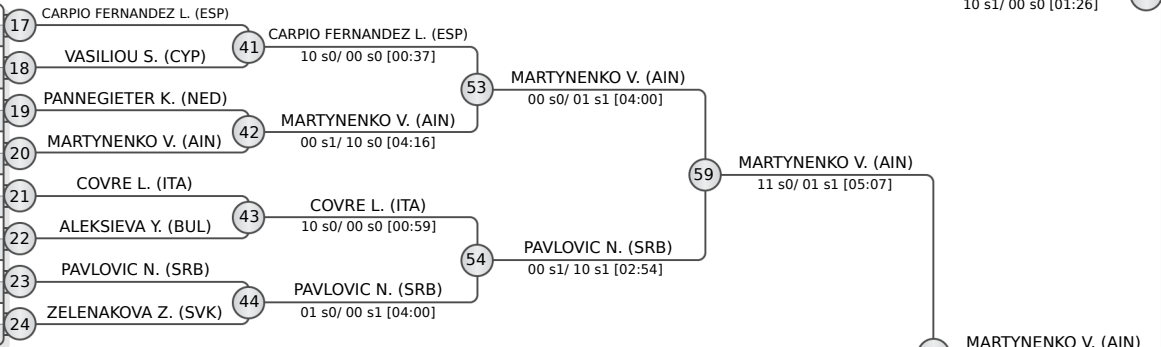 10 s1/ 00 s0 [01:26]
17
CARPIO FERNANDEZ L. (ESP)
41
CARPIO FERNANDEZ L. (ESP)
10 s0/ 00 s0 [00:37]
18
VASILIOU S. (CYP)
53
MARTYNENKO V. (AIN)
00 s0/ 01 s1 [04:00]
19
PANNEGIETER K. (NED)
42
MARTYNENKO V. (AIN)
00 s1/ 10 s0 [04:16]
20
MARTYNENKO V. (AIN)
59
MARTYNENKO V. (AIN)
11 s0/ 01 s1 [05:07]
21
COVRE L. (ITA)
43
COVRE L. (ITA)
10 s0/ 00 s0 [00:59]
22
ALEKSIEVA Y. (BUL)
54
PAVLOVIC N. (SRB)
00 s1/ 10 s1 [02:54]
23
PAVLOVIC N. (SRB)
44
PAVLOVIC N. (SRB)
01 s0/ 00 s1 [04:00]
24
ZELENAKOVA Z. (SVK)
MARTYNENKO V. (AIN)